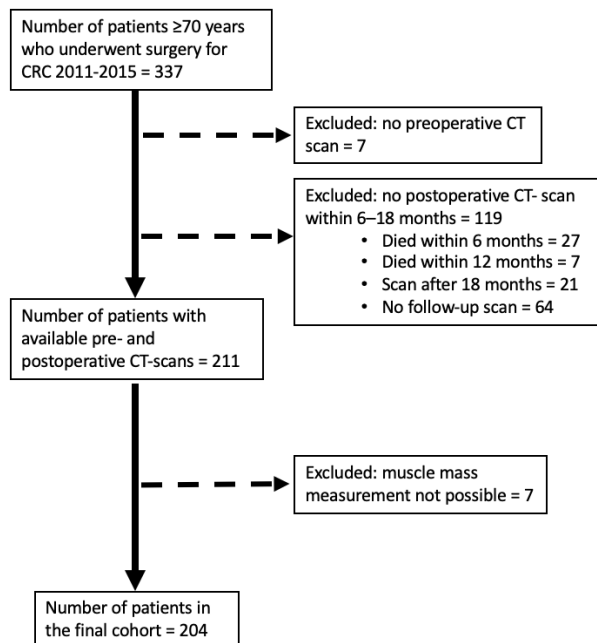 Number of patients ≥70 years
who underwent surgery for
CRC 2011-2015 = 337
Excluded: no preoperative CT
scan = 7
Excluded: no postoperative CT- scan
within 6–18 months = 119
• Died within 6 months = 27
• Died within 12 months = 7
• Scan after 18 months = 21
• No follow-up scan = 64
Number of patients with
available pre- and
postoperative CT-scans = 211
Excluded: muscle mass
measurement not possible = 7
Number of patients in
the final cohort = 204